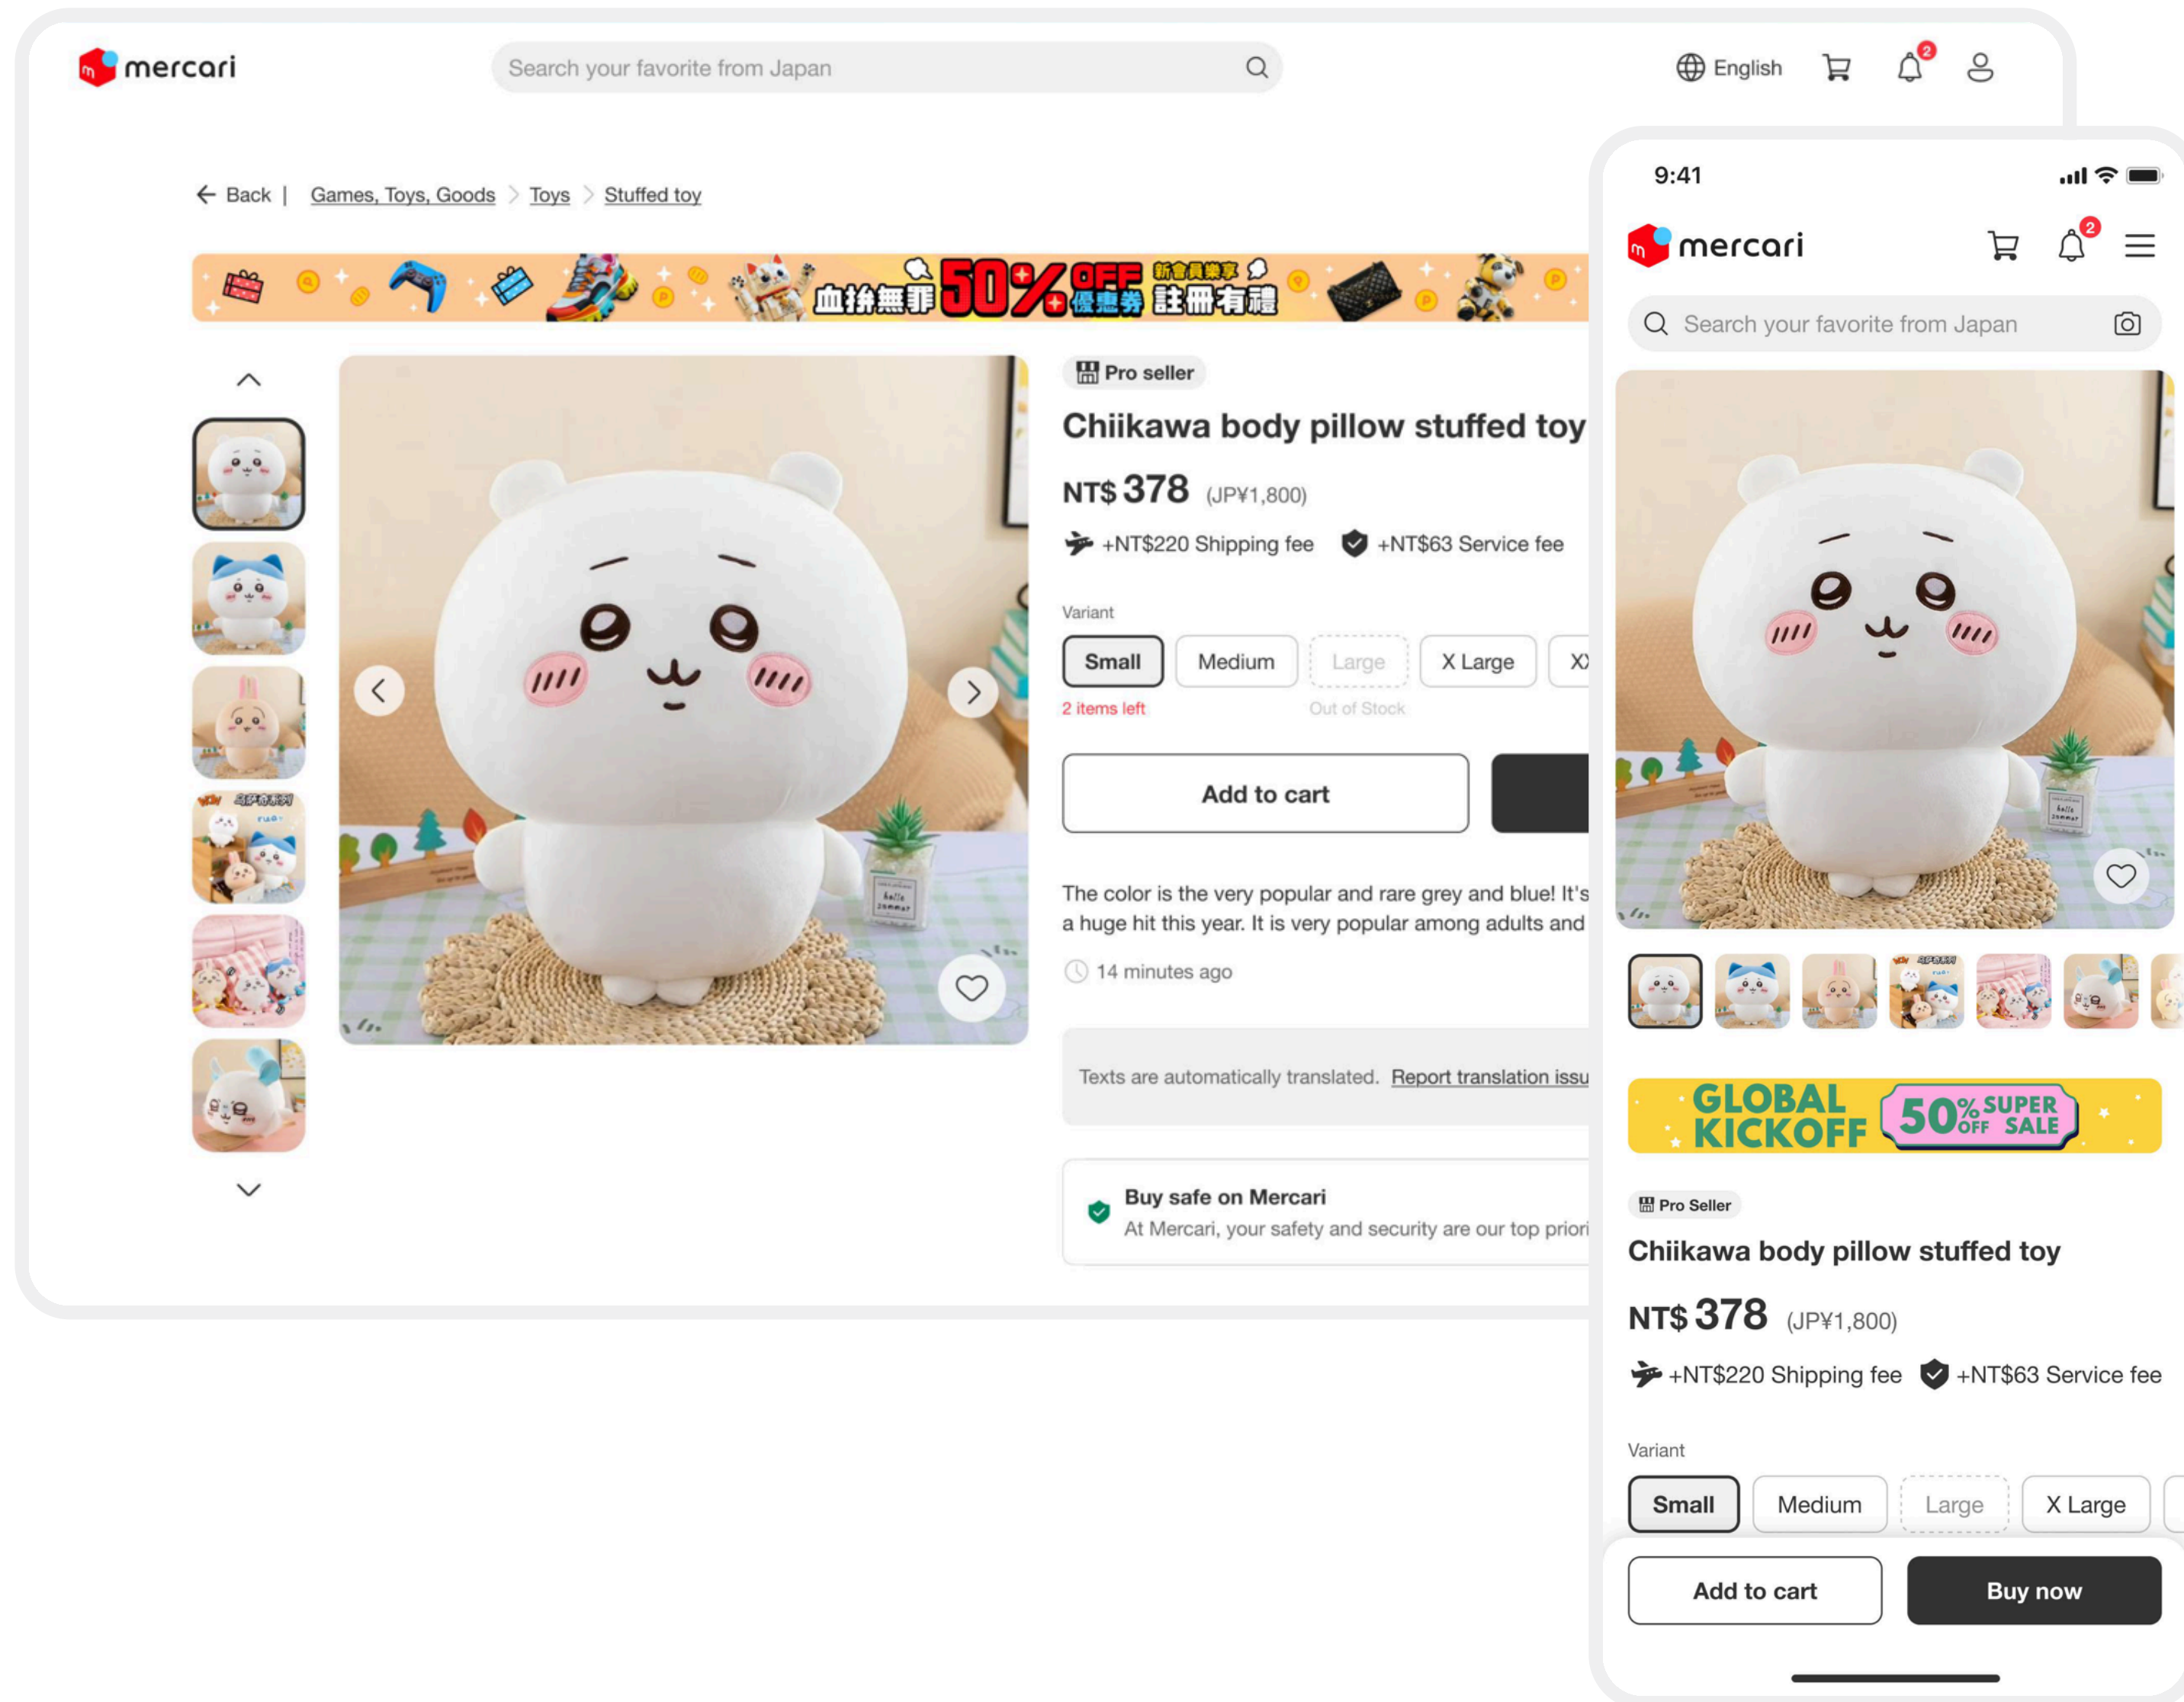 mercari
Search your favorite from Japan
English
2
Back |
Games, Toys, Goods > Toys > Stuffed toy
血拚無罪 50% OFF 優惠券 新會員樂享 註冊有禮
Pro seller
Chiikawa body pillow stuffed toy
NT$ 378 (JP¥1,800)
+NT$220 Shipping fee +NT$63 Service fee
Variant
Small Medium Large X Large XX
2 items left Out of Stock
Add to cart
The color is the very popular and rare grey and blue! It's
a huge hit this year. It is very popular among adults and
14 minutes ago
Texts are automatically translated. Report translation issu
Buy safe on Mercari
At Mercari, your safety and security are our top priori
9:41
mercari
2
Search your favorite from Japan
GLOBAL
KICKOFF
50% OFF SUPER SALE
Pro Seller
Chiikawa body pillow stuffed toy
NT$ 378 (JP¥1,800)
+NT$220 Shipping fee +NT$63 Service fee
Variant
Small Medium Large X Large
Add to cart Buy now